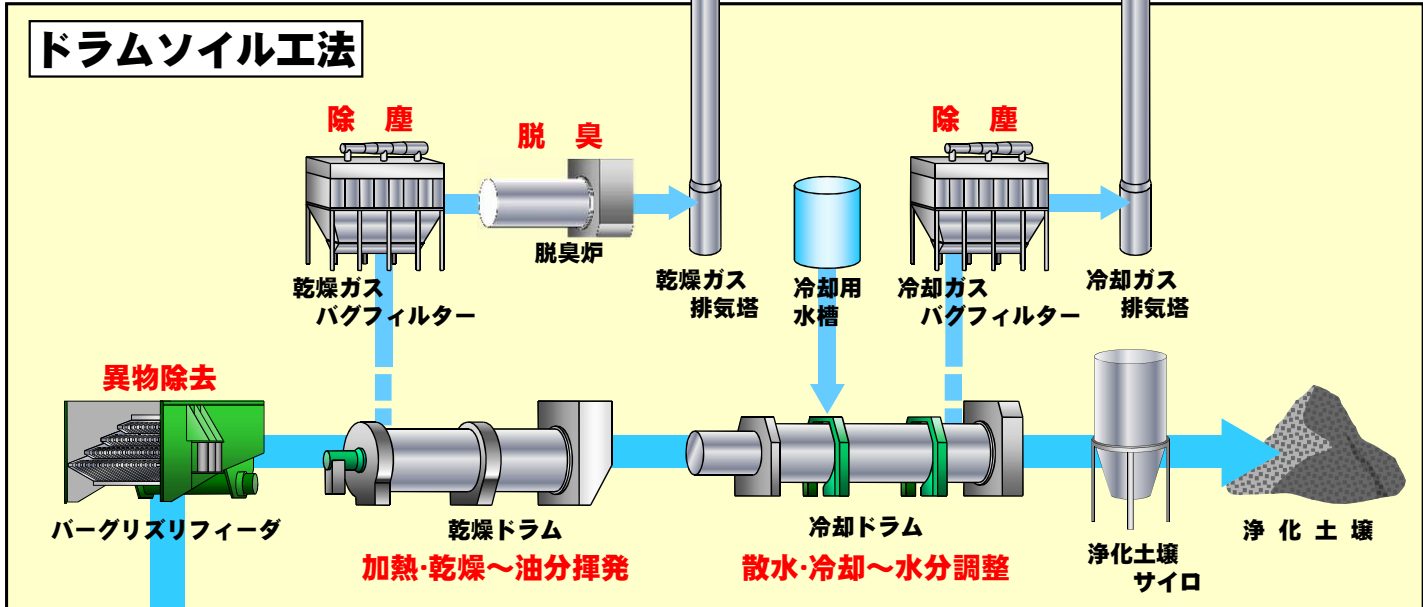 ドラムソイル工法
除 塵
脱 臭
除 塵
脱臭炉
乾燥ガス
バグフィルター
乾燥ガス
排気塔
冷却用
水槽
冷却ガス
バグフィルター
冷却ガス
排気塔
異物除去
バーグリズリフィーダ
乾燥ドラム
冷却ドラム
浄化土壌
サイロ
浄 化 土 壌
加熱・乾燥～油分揮発
散水・冷却～水分調整